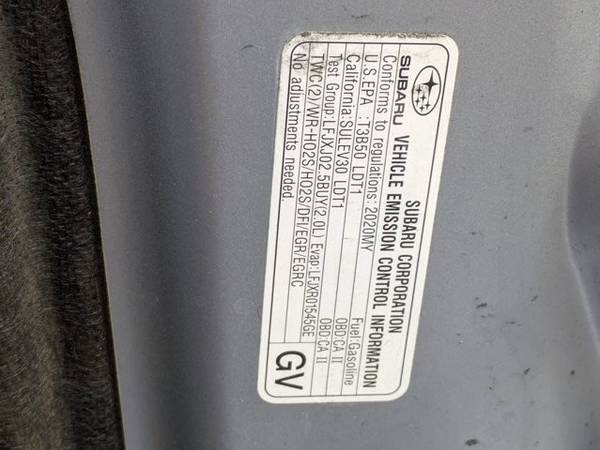 SUBARU CORPORATION
SUBARU VEHICLE EMISSION CONTROL INFORMATION
Conforms to regulations: 2020MY Fuel:Gasoline
U.S.EPA :T3B50 LDT1 OBD:CA II
California:SULEV30 LDT1 OBD:CA II
Test Group:LFJXJ02.5BUY(2.0L) Evap:LFJXR01545GE
TWC(2)/WR-HO2S/HO2S/DFI/EGR/EGRC
No adjustments needed.
GV